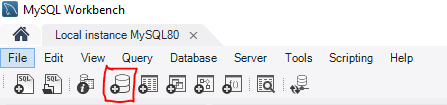 MySQL Workbench
Local instance MySQL80
File Edit View Query Database Server Tools Scripting Help
SQL SQL